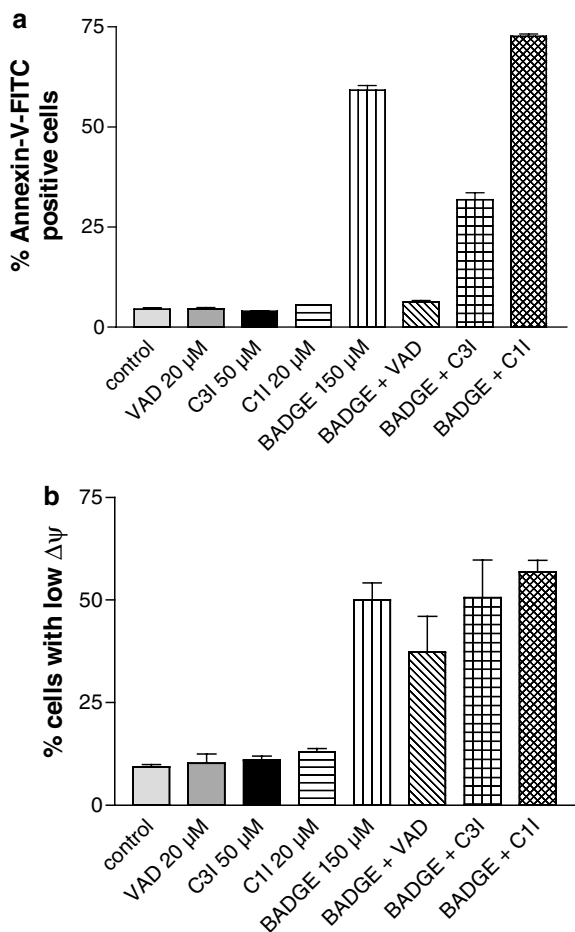 a
% Annexin-V-FITC
positive cells
75
50
25
0
control
VAD 20 µM
C3I 50 µM
C1I 20 µM
BADGE 150 µM
BADGE + VAD
BADGE + C3I
BADGE + C1I
b
% cells with low Δψ
75
50
25
0
control
VAD 20 µM
C3I 50 µM
C1I 20 µM
BADGE 150 µM
BADGE + VAD
BADGE + C3I
BADGE + C1I